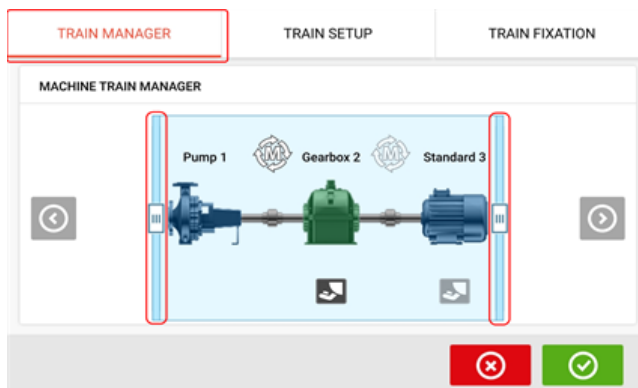 TRAIN MANAGER TRAIN SETUP TRAIN FIXATION
MACHINE TRAIN MANAGER
Pump 1 M Gearbox 2 M Standard 3